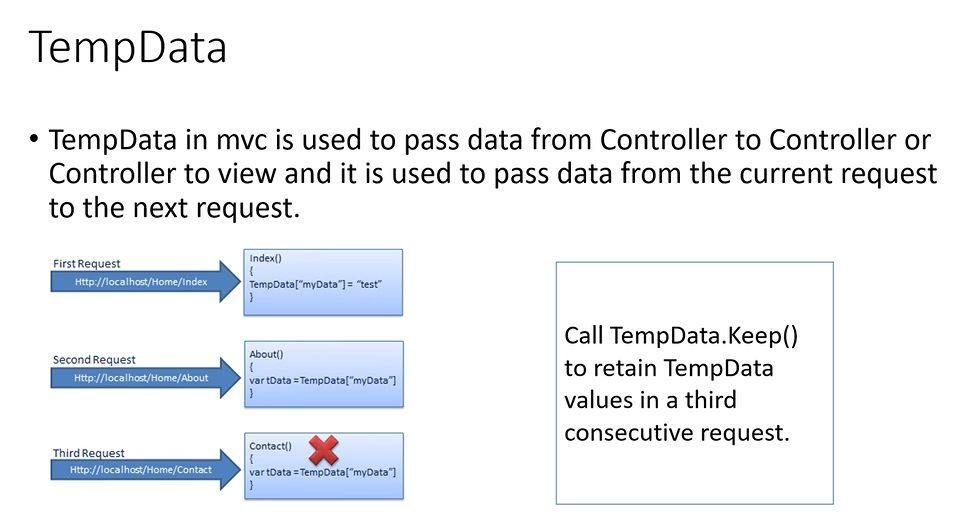 TempData
• TempData in mvc is used to pass data from Controller to Controller or
Controller to view and it is used to pass data from the current request
to the next request.
First Request
Http://localhost/Home/Index
Index()
{
TempData["myData"] = "test"
}
Second Request
Http://localhost/Home/About
About()
{
var tData =TempData["myData"]
}
Third Request
Http://localhost/Home/Contact
Contact()
{
var tData =TempData["myData"]
}
Call TempData.Keep()
to retain TempData
values in a third
consecutive request.